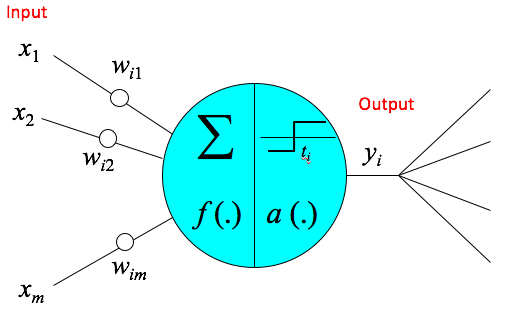 Input
x₁
wᵢ₁
x₂
wᵢ₂
∑
tᵢ
Output
yᵢ
f(.)
a (.)
wᵢₘ
xₘ